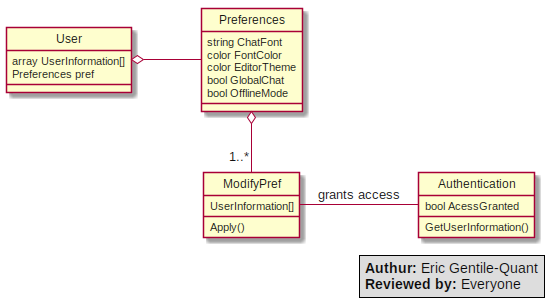 User
array UserInformation[]
Preferences pref
Preferences
string ChatFont
color FontColor
color EditorTheme
bool GlobalChat
bool OfflineMode
1..*
ModifyPref
UserInformation[]
Apply()
grants access
Authentication
bool AcessGranted
GetUserInformation()
Authur: Eric Gentile-Quant
Reviewed by: Everyone